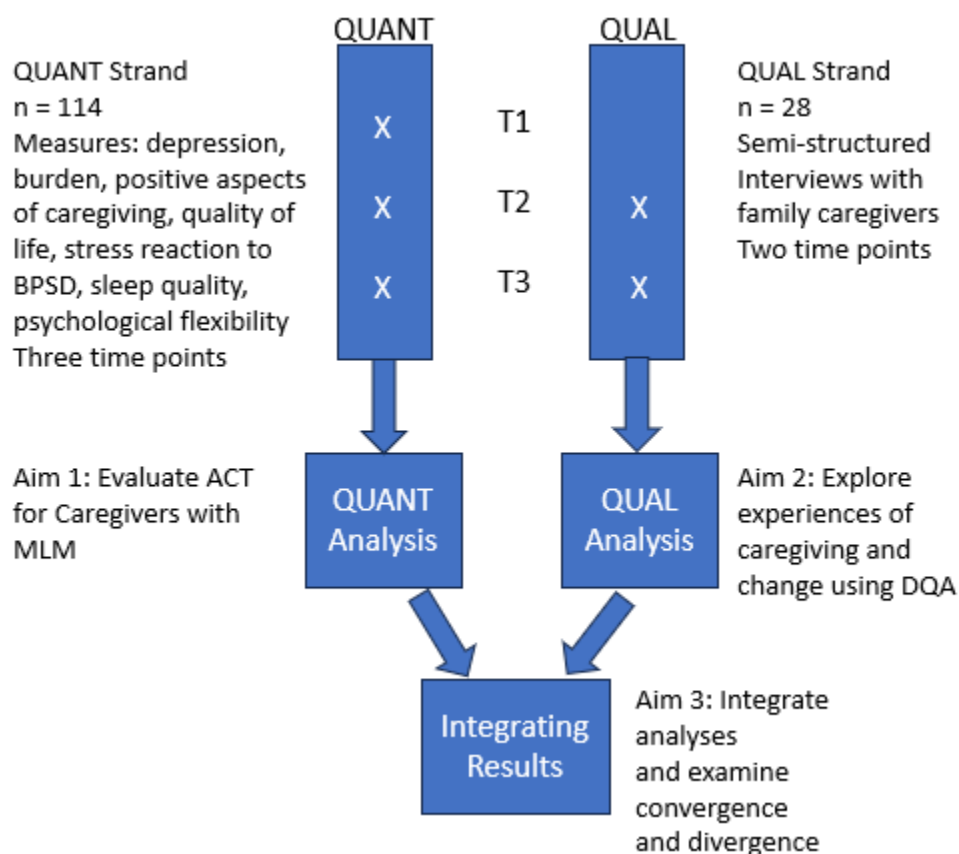 QUANT
QUAL
QUANT Strand
n = 114
Measures: depression,
burden, positive aspects
of caregiving, quality of
life, stress reaction to
BPSD, sleep quality,
psychological flexibility
Three time points
X
X
X
T1
T2
T3
X
X
QUAL Strand
n = 28
Semi-structured
Interviews with
family caregivers
Two time points
Aim 1: Evaluate ACT
for Caregivers with
MLM
QUANT
Analysis
QUAL
Analysis
Aim 2: Explore
experiences of
caregiving and
change using DQA
Integrating
Results
Aim 3: Integrate
analyses
and examine
convergence
and divergence